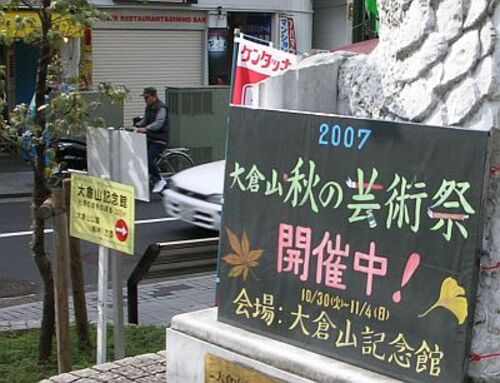 RESTAURANT&DINING BAR
ケンタッキ
2007
大倉山秋の芸術祭
開催中!
10/30(火)~11/4(日)
会場:大倉山記念館
大倉山記念館